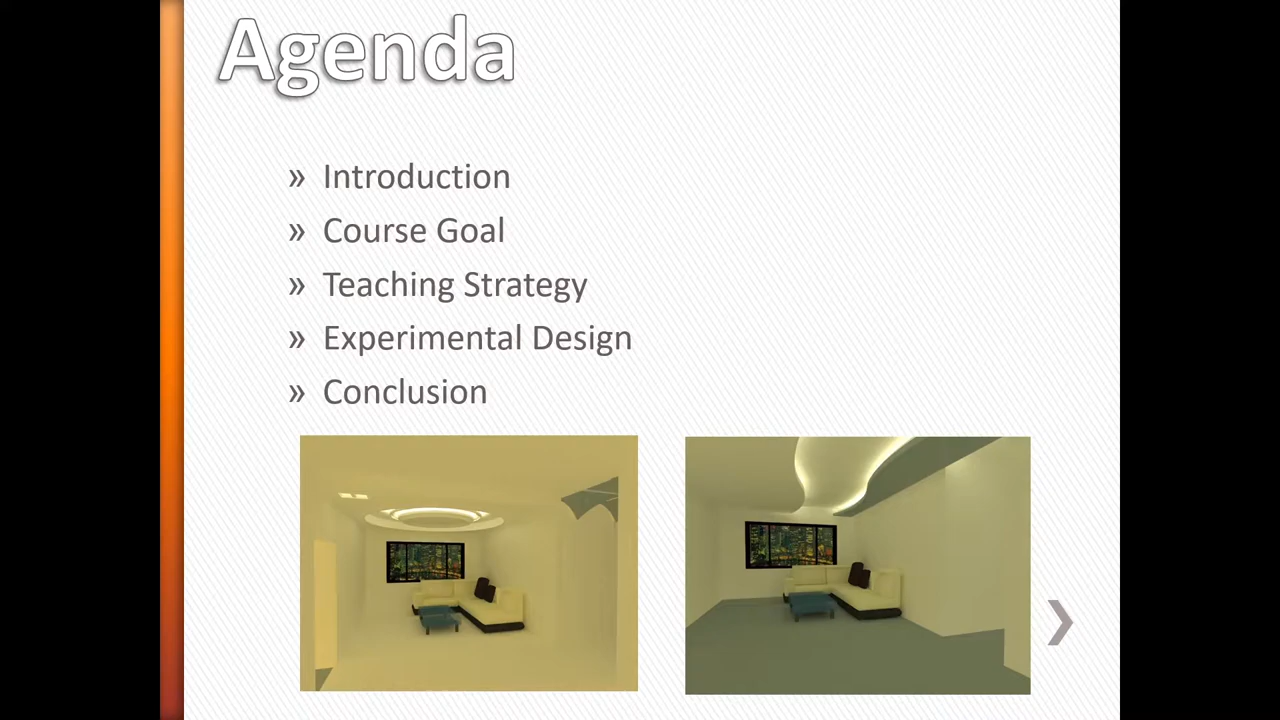 Agenda
» Introduction
» Course Goal
» Teaching Strategy
» Experimental Design
» Conclusion